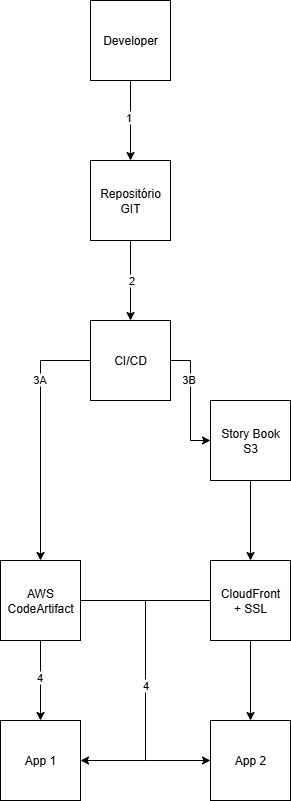 Developer
1
Repositório
GIT
2
CI/CD
3A
3B
Story Book
S3
AWS
CodeArtifact
CloudFront
+ SSL
4
4
App 1
App 2